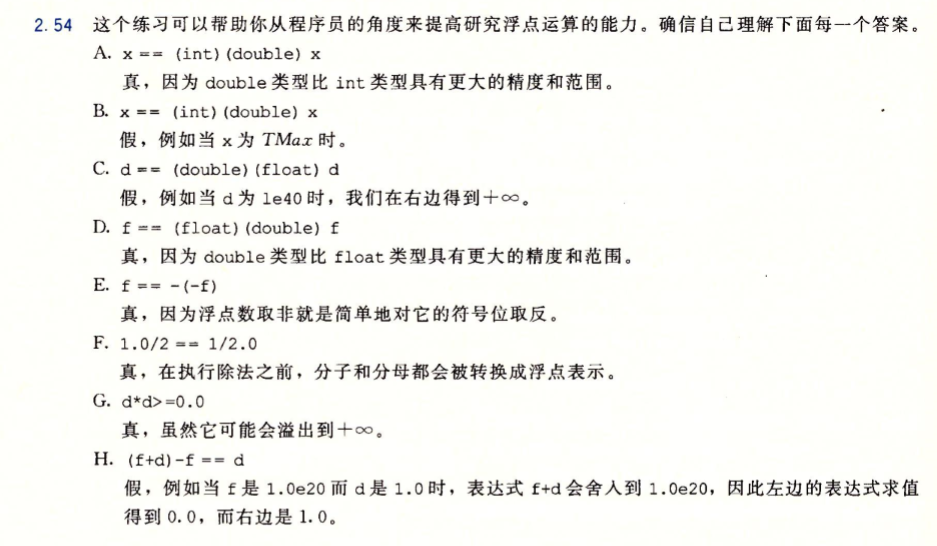 2.54 这个练习可以帮助你从程序员的角度来提高研究浮点运算的能力。确信自己理解下面每一个答案。
A. x == (int)(double) x
真，因为 double 类型比 int 类型具有更大的精度和范围。
B. x == (int)(double) x
假，例如当 x 为 TMax 时。
C. d == (double)(float) d
假，例如当 d 为 1e40 时，我们在右边得到+∞。
D. f == (float)(double) f
真，因为 double 类型比 float 类型具有更大的精度和范围。
E. f == -(-f)
真，因为浮点数取非就是简单地对它的符号位取反。
F. 1.0/2 == 1/2.0
真，在执行除法之前，分子和分母都会被转换成浮点表示。
G. d*d>=0.0
真，虽然它可能会溢出到+∞。
H. (f+d)-f == d
假，例如当 f 是 1.0e20 而 d 是 1.0 时，表达式 f+d 会舍入到 1.0e20，因此左边的表达式求值
得到 0.0，而右边是 1.0。